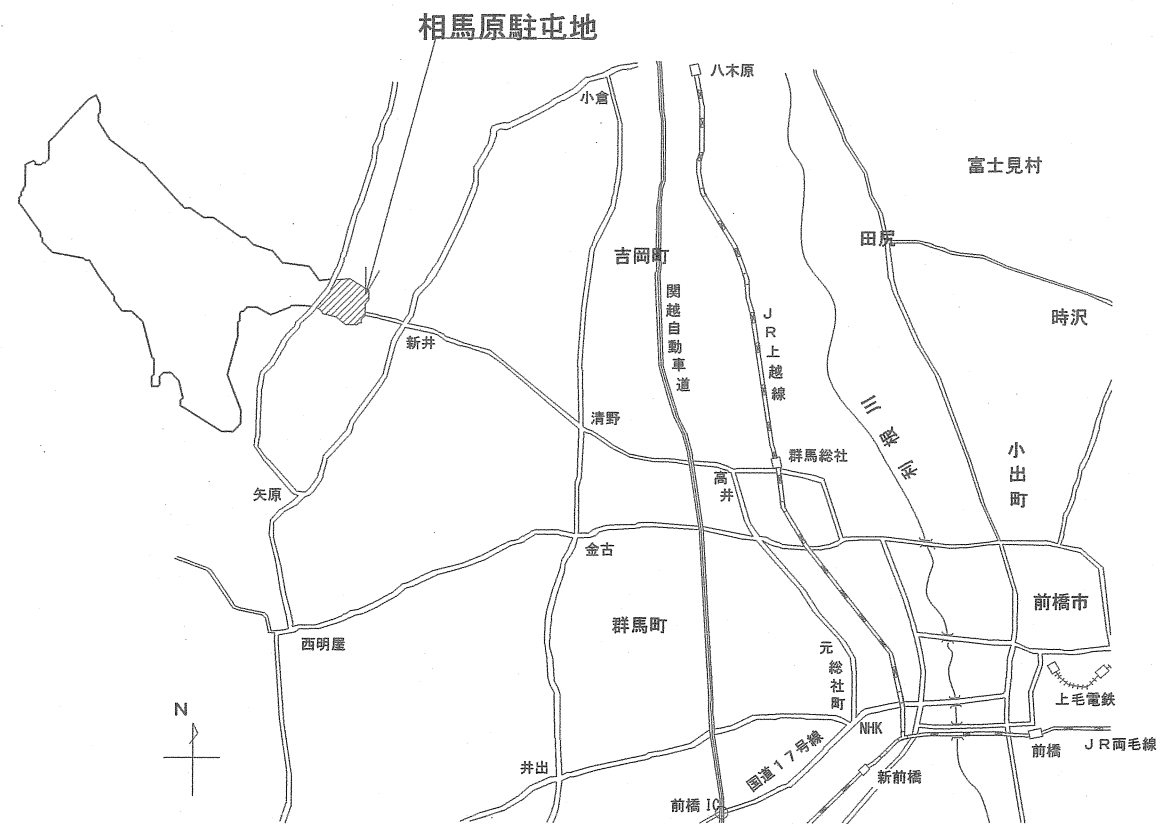 相馬原駐屯地
八木原
小倉
富士見村
田尻
吉岡町
関越自動車道
時沢
JR上越線
新井
利根川
清野
小出町
群馬総社
高井
矢原
金古
前橋市
群馬町
西明屋
元総社町
上毛電鉄
N
NHK
国道17号線
前橋
JR両毛線
井出
新前橋
前橋IC